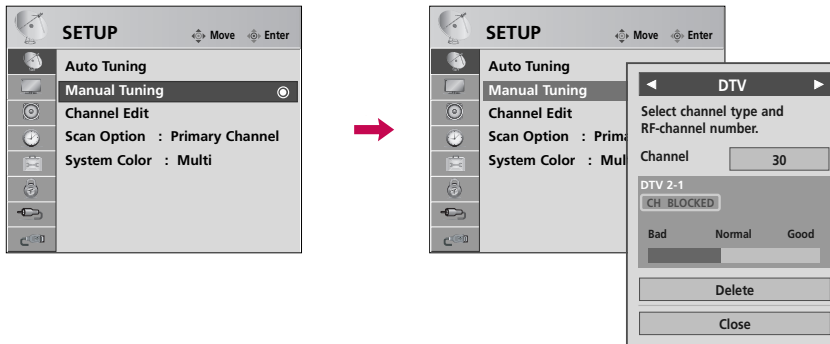 SETUP
Move
Enter
Auto Tuning
Manual Tuning
Channel Edit
Scan Option : Primary Channel
System Color : Multi
SETUP
Move
Enter
Auto Tuning
Manual Tuning
Channel Edit
Scan Option : Prima
System Color : Mul
DTV
Select channel type and
RF-channel number.
Channel
30
DTV 2-1
CH BLOCKED
Bad
Normal
Good
Delete
Close